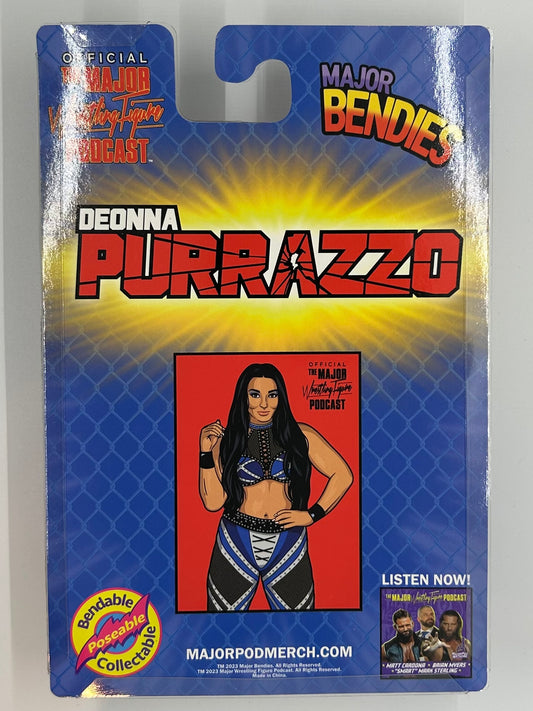 OFFICIAL
THE MAJOR
Wrestling Figure
PODCAST™
MAJOR
BENDIES
DEONNA
PURRAZZO
OFFICIAL
THE MAJOR
Wrestling Figure
PODCAST
Bendable
Poseable
Collectable
LISTEN NOW!
THE MAJOR Wrestling Figure PODCAST
• MATT CARDONA • BRIAN MYERS
• "SMART" MARK STERLING •
MAJORPODMERCH.COM
TM 2023 Major Bendies. All Rights Reserved.
TM 2023 Major Wrestling Figure Podcast. All Rights Reserved.
Made in China.